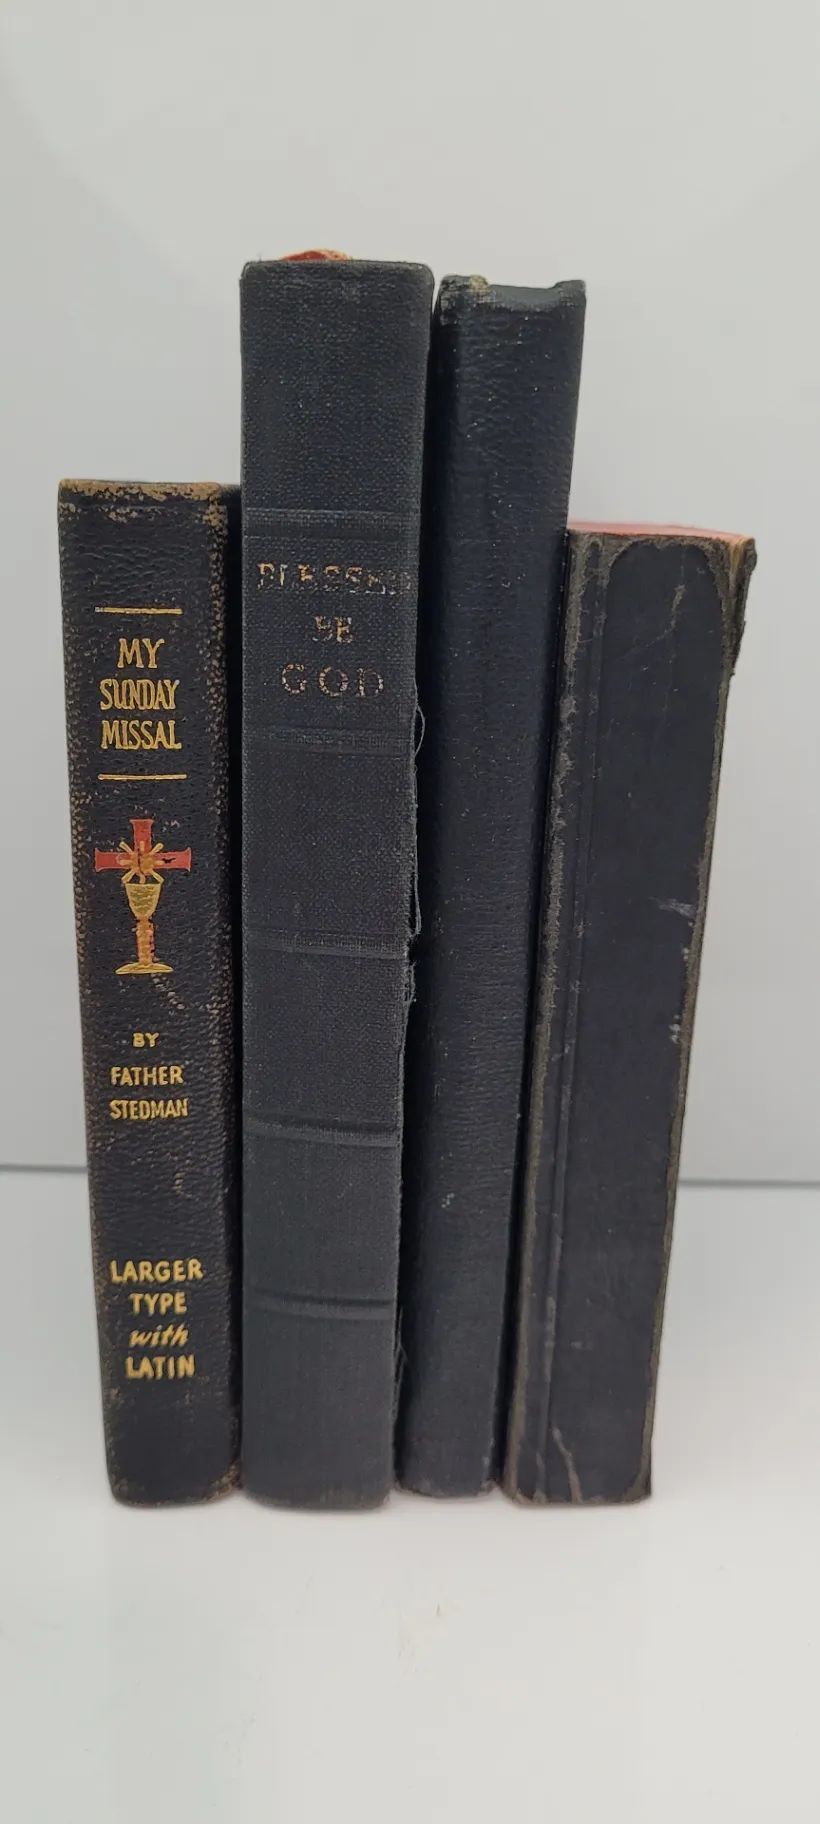 MY
SUNDAY
MISSAL
BY
FATHER
STEDMAN
LARGER
TYPE
with
LATIN
BLESSED
BE
GOD